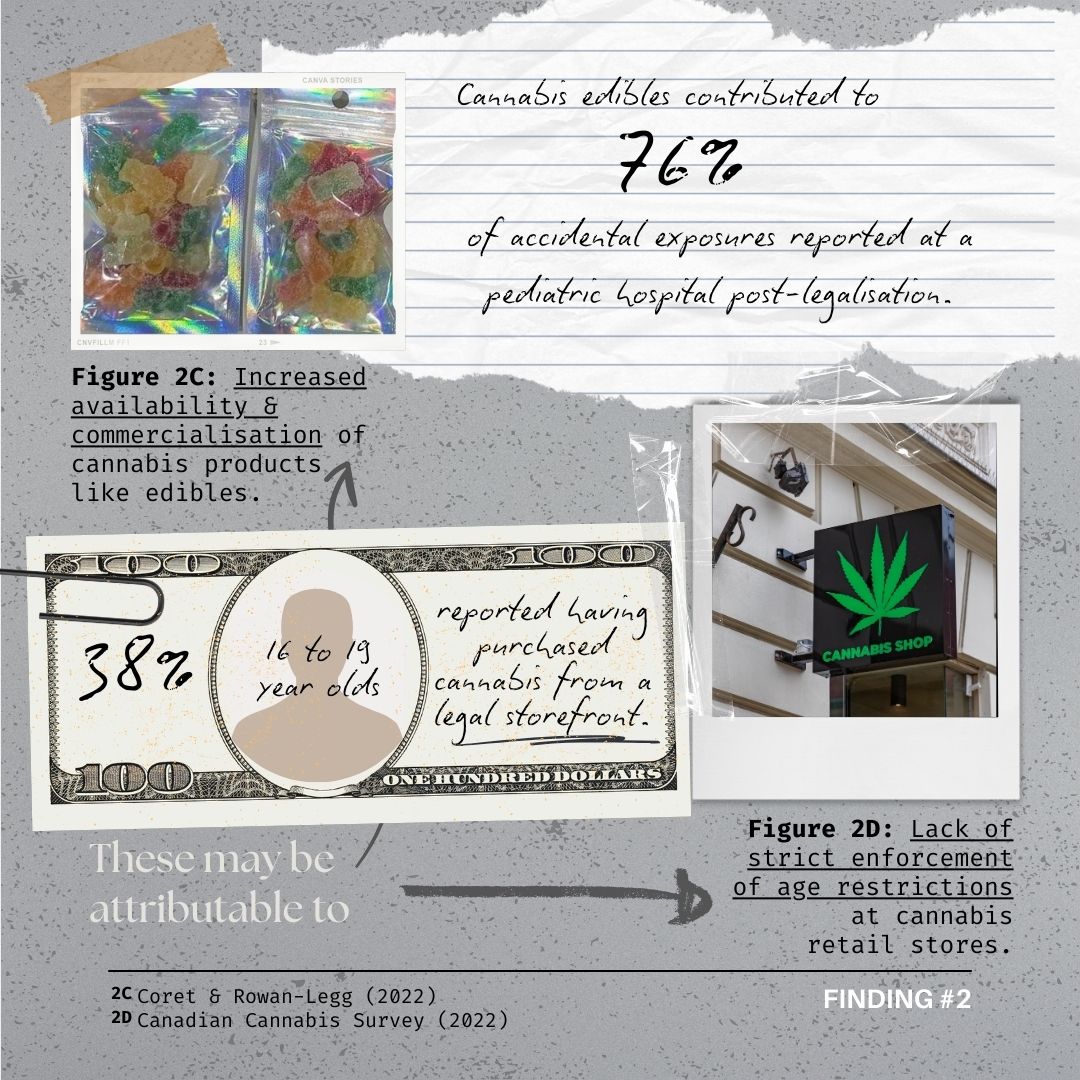 CANVA STORIES
CNVFILLM FF1
23
Cannabis edibles contributed to
76%
of accidental exposures reported at a
pediatric hospital post-legalisation.
Figure 2C: Increased
availability &
commercialisation of
cannabis products
like edibles.
100
100
38%
16 to 19
year olds
reported having
purchased
cannabis from a
legal storefront.
100
ONE HUNDRED DOLLARS
CANNABIS SHOP
These may be
attributable to
Figure 2D: Lack of
strict enforcement
of age restrictions
at cannabis
retail stores.
2C Coret & Rowan-Legg (2022)
2D Canadian Cannabis Survey (2022)
FINDING #2